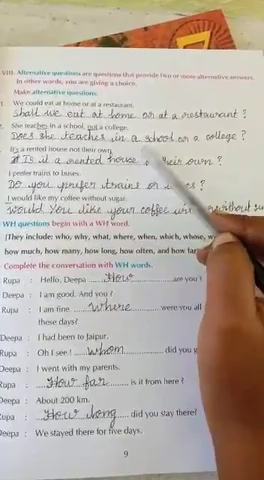 VIII. Alternative questions are questions that provide two or more alternative answers.
In other words, you are giving a choice.
Make alternative questions.
We could eat at home or at a restaurant.
Shall we eat at home or at a restaurant ?
She teaches in a school, not a college.
Does she teaches in a school or a college ?
It's a rented house not their own.
Is it a rented house their own ?
I prefer trains to buses.
Do you prefer trains or ?
I would like my coffee without sugar.
Would You like your coffee without su
WH questions begin with a WH word.
(They include: who, why, what, where, when, which, whose, w
how much, how many, how long, how often, and how far
Complete the conversation with WH words.
Rupa : Hello, Deepa ......How...... are you !
Deepa : I am good. And you ?
Rupa : I am fine ......Where...... were you all
these days?
Deepa : I had been to Jaipur.
Rupa : Oh I see ! ...whom... did you g
Deepa : I went with my parents.
Rupa : ...How far... is it from here ?
Deepa : About 200 km.
Rupa : ...How long... did you stay there?
Deepa : We stayed there for five days.
9